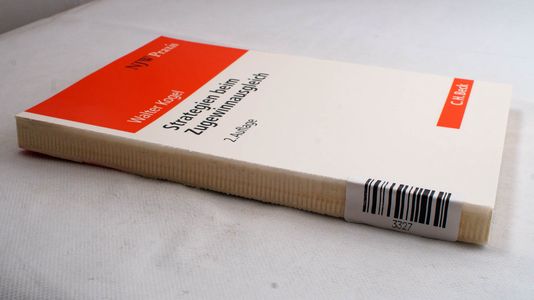 NJW Praxis
Walter Kogel
Strategien beim
Zugewinnausgleich
2. Auflage
C.H.Beck
3327